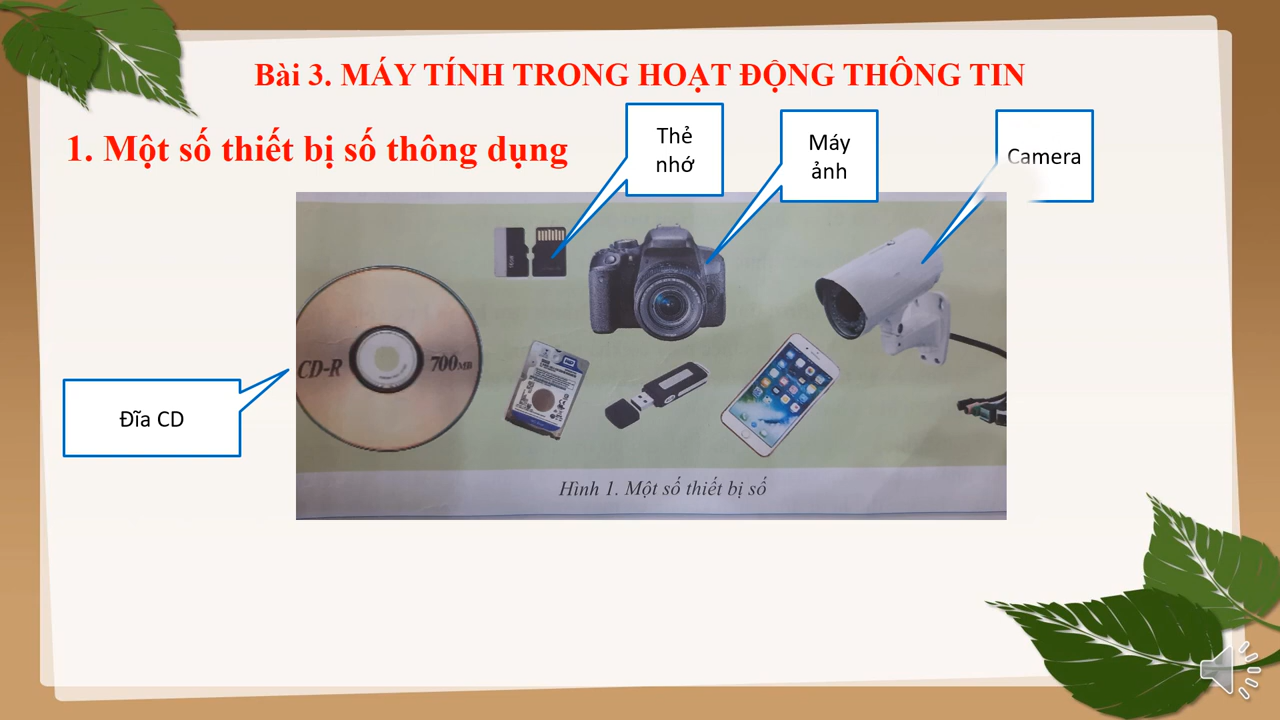 Bài 3. MÁY TÍNH TRONG HOẠT ĐỘNG THÔNG TIN
1. Một số thiết bị số thông dụng
Thẻ
nhớ
Máy
ảnh
Camera
CD-R
700MB
Đĩa CD
Hình 1. Một số thiết bị số